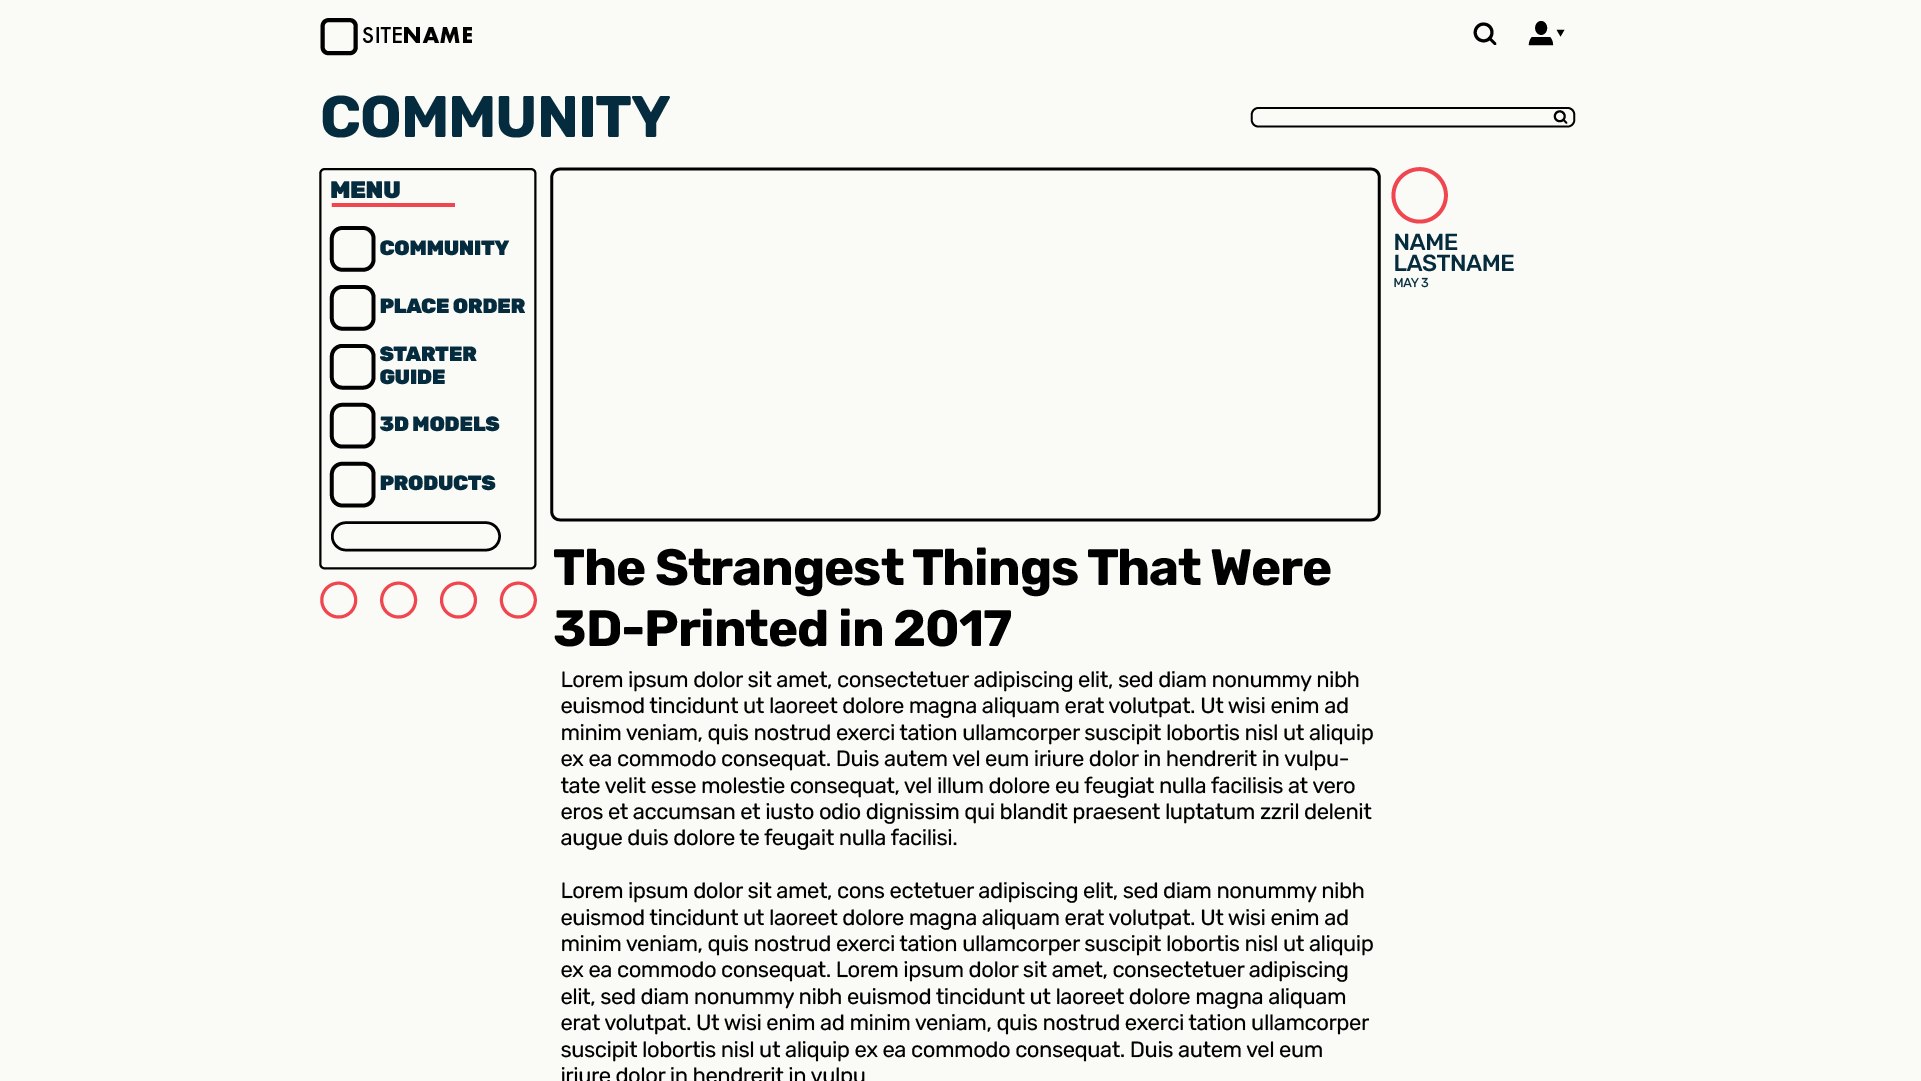 SITENAME
COMMUNITY
MENU
COMMUNITY
PLACE ORDER
STARTER
GUIDE
3D MODELS
PRODUCTS
NAME
LASTNAME
MAY 3
The Strangest Things That Were
3D-Printed in 2017
Lorem ipsum dolor sit amet, consectetuer adipiscing elit, sed diam nonummy nibh
euismod tincidunt ut laoreet dolore magna aliquam erat volutpat. Ut wisi enim ad
minim veniam, quis nostrud exerci tation ullamcorper suscipit lobortis nisl ut aliquip
ex ea commodo consequat. Duis autem vel eum iriure dolor in hendrerit in vulpu-
tate velit esse molestie consequat, vel illum dolore eu feugiat nulla facilisis at vero
eros et accumsan et iusto odio dignissim qui blandit praesent luptatum zzril delenit
augue duis dolore te feugait nulla facilisi.
Lorem ipsum dolor sit amet, cons ectetuer adipiscing elit, sed diam nonummy nibh
euismod tincidunt ut laoreet dolore magna aliquam erat volutpat. Ut wisi enim ad
minim veniam, quis nostrud exerci tation ullamcorper suscipit lobortis nisl ut aliquip
ex ea commodo consequat. Lorem ipsum dolor sit amet, consectetuer adipiscing
elit, sed diam nonummy nibh euismod tincidunt ut laoreet dolore magna aliquam
erat volutpat. Ut wisi enim ad minim veniam, quis nostrud exerci tation ullamcorper
suscipit lobortis nisl ut aliquip ex ea commodo consequat. Duis autem vel eum
iriure dolor in hendrerit in vulpu